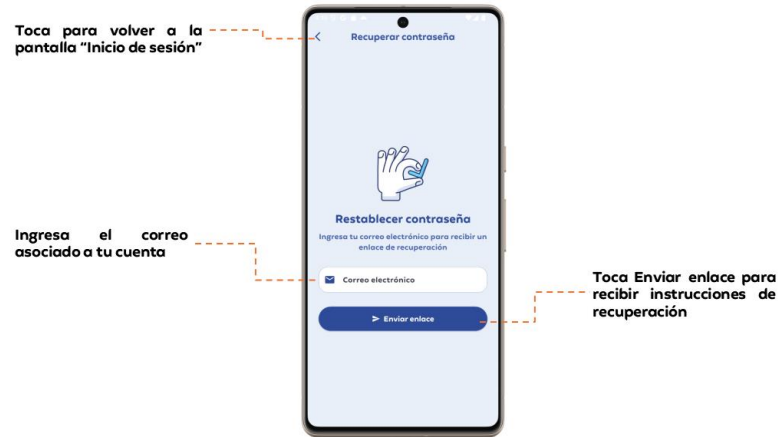 Toca para volver a la
pantalla “Inicio de sesión”
Recuperar contraseña
Restablecer contraseña
Ingresa tu correo electrónico para recibir un
enlace de recuperación
Ingresa el correo
asociado a tu cuenta
Correo electrónico
Enviar enlace
Toca Enviar enlace para
recibir instrucciones de
recuperación